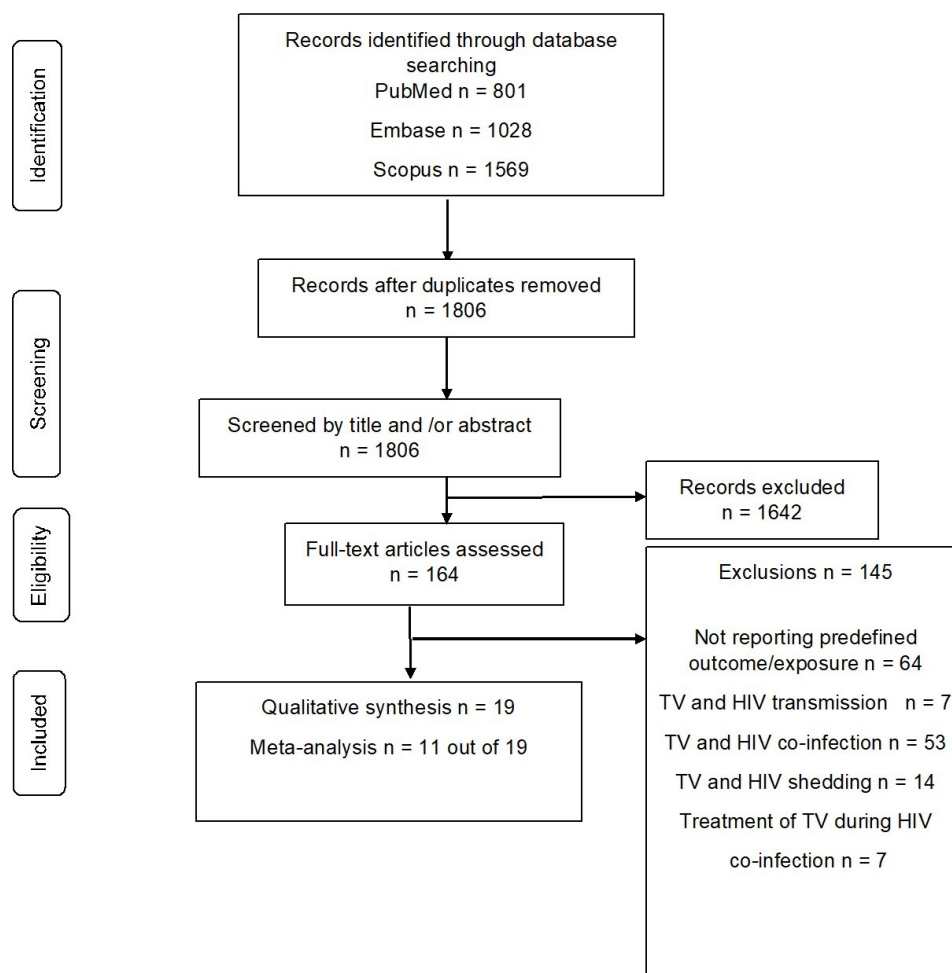 Identification
Records identified through database
searching
PubMed n = 801
Embase n = 1028
Scopus n = 1569
Screening
Records after duplicates removed
n = 1806
Screened by title and /or abstract
n = 1806
Records excluded
n = 1642
Eligibility
Full-text articles assessed
n = 164
Exclusions n = 145
Not reporting predefined
outcome/exposure n = 64
TV and HIV transmission n = 7
TV and HIV co-infection n = 53
TV and HIV shedding n = 14
Treatment of TV during HIV
co-infection n = 7
Included
Qualitative synthesis n = 19
Meta-analysis n = 11 out of 19